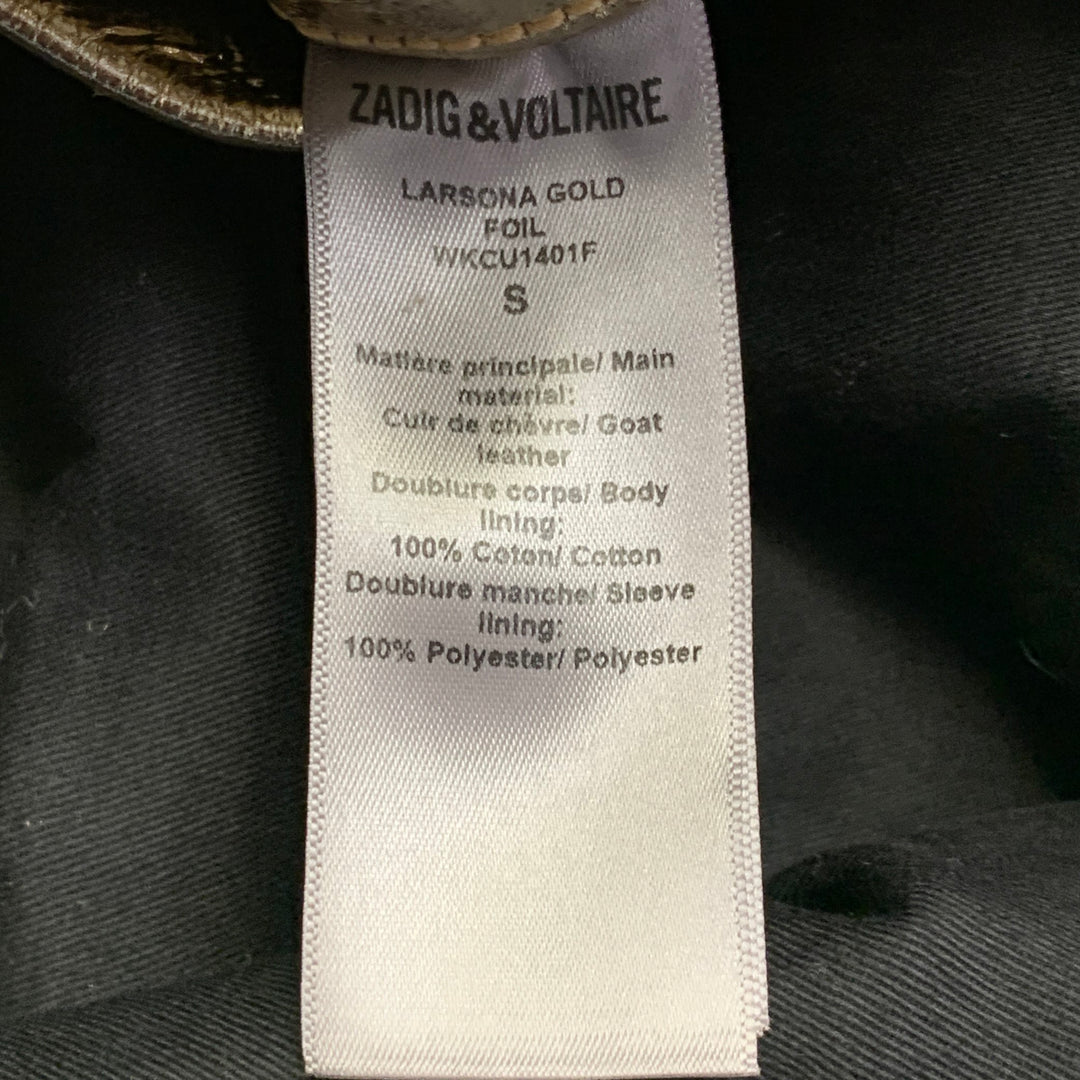 ZADIG&VOLTAIRE
LARSONA GOLD
FOIL
WKCU1401F
S
Matière principale/ Main
material:
Cuir de chèvre/ Goat
leather
Doublure corps/ Body
lining:
100% Coton/ Cotton
Doublure manche/ Sleeve
lining:
100% Polyester/ Polyester